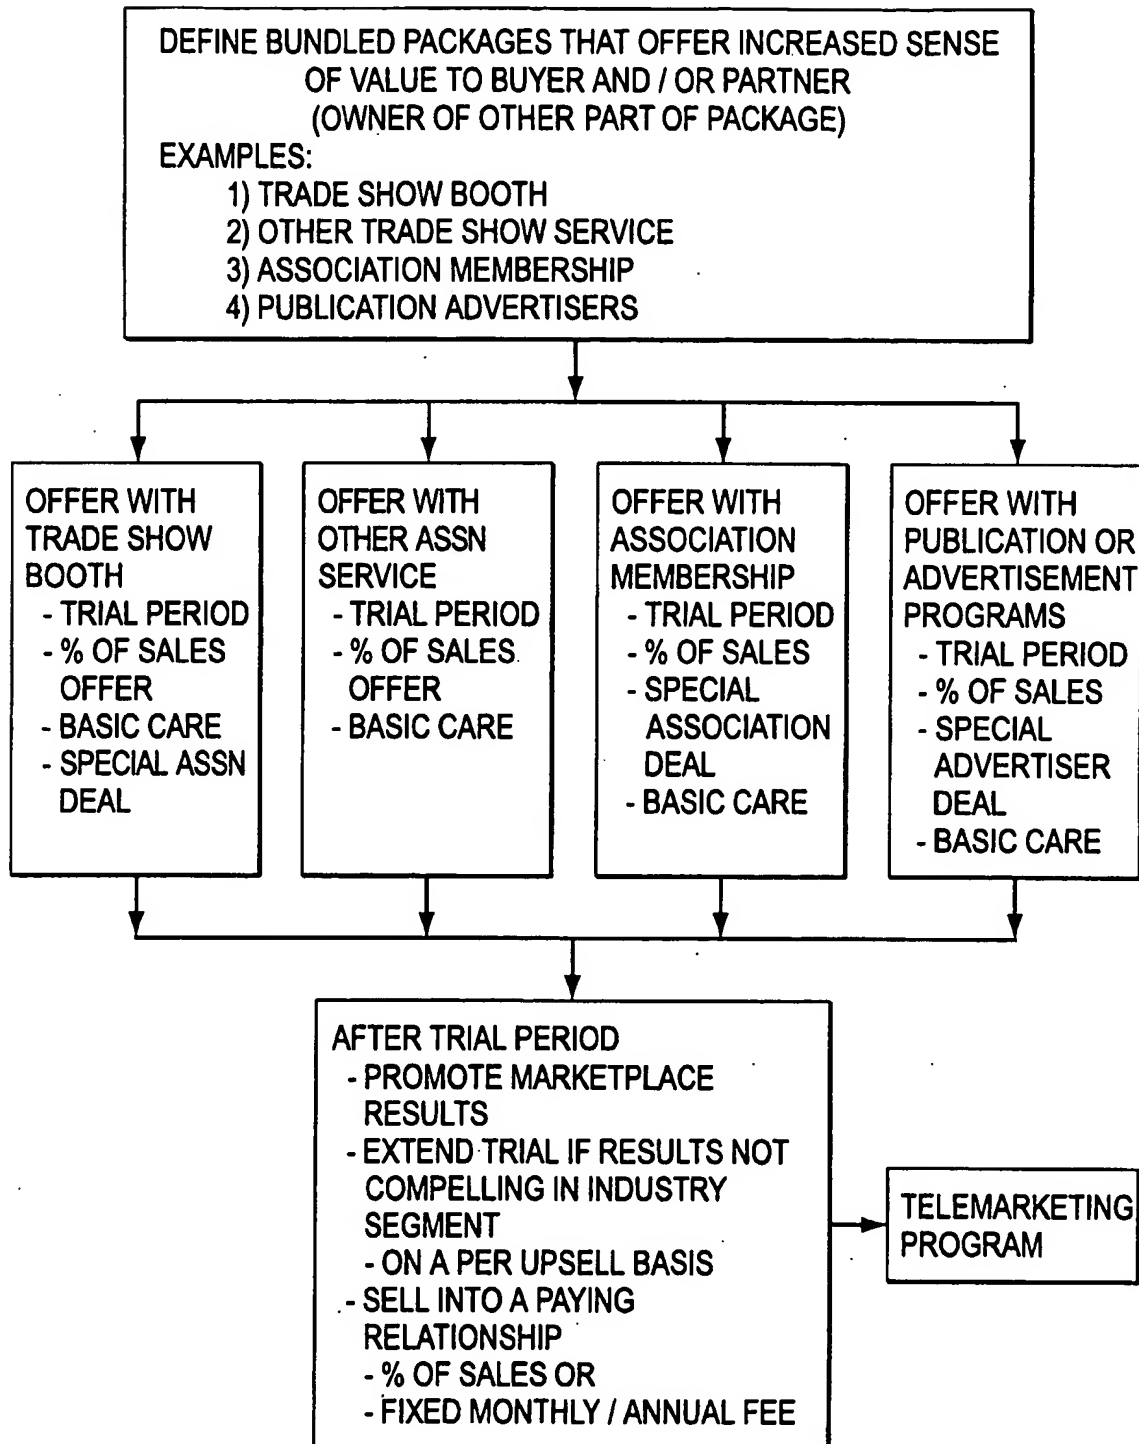 DEFINE BUNDLED PACKAGES THAT OFFER INCREASED SENSE
OF VALUE TO BUYER AND / OR PARTNER
(OWNER OF OTHER PART OF PACKAGE)
EXAMPLES:
1) TRADE SHOW BOOTH
2) OTHER TRADE SHOW SERVICE
3) ASSOCIATION MEMBERSHIP
4) PUBLICATION ADVERTISERS
OFFER WITH
TRADE SHOW
BOOTH
- TRIAL PERIOD
- % OF SALES
OFFER
- BASIC CARE
- SPECIAL ASSN
DEAL
OFFER WITH
OTHER ASSN
SERVICE
- TRIAL PERIOD
- % OF SALES
OFFER
- BASIC CARE
OFFER WITH
ASSOCIATION
MEMBERSHIP
- TRIAL PERIOD
- % OF SALES
- SPECIAL
ASSOCIATION
DEAL
- BASIC CARE
OFFER WITH
PUBLICATION OR
ADVERTISEMENT
PROGRAMS
- TRIAL PERIOD
- % OF SALES
- SPECIAL
ADVERTISER
DEAL
- BASIC CARE
AFTER TRIAL PERIOD
- PROMOTE MARKETPLACE
RESULTS
- EXTEND TRIAL IF RESULTS NOT
COMPELLING IN INDUSTRY
SEGMENT
- ON A PER UPSELL BASIS
- SELL INTO A PAYING
RELATIONSHIP
- % OF SALES OR
- FIXED MONTHLY / ANNUAL FEE
TELEMARKETING
PROGRAM